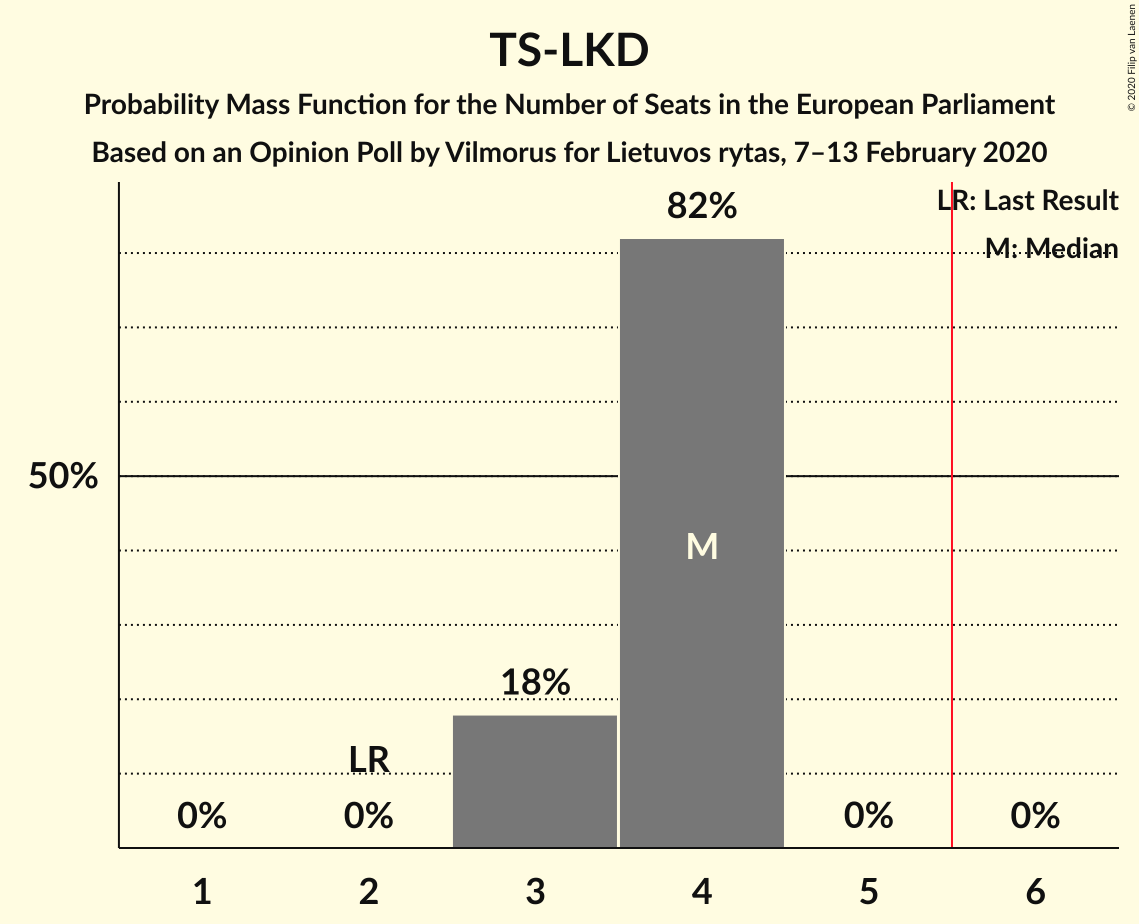 TS-LKD
Probability Mass Function for the Number of Seats in the European Parliament
Based on an Opinion Poll by Vilmorus for Lietuvos rytas, 7–13 February 2020
© 2020 Filip van Laenen
LR: Last Result
M: Median
82%
50%
M
18%
LR
0% 0% 0% 0%
1 2 3 4 5 6